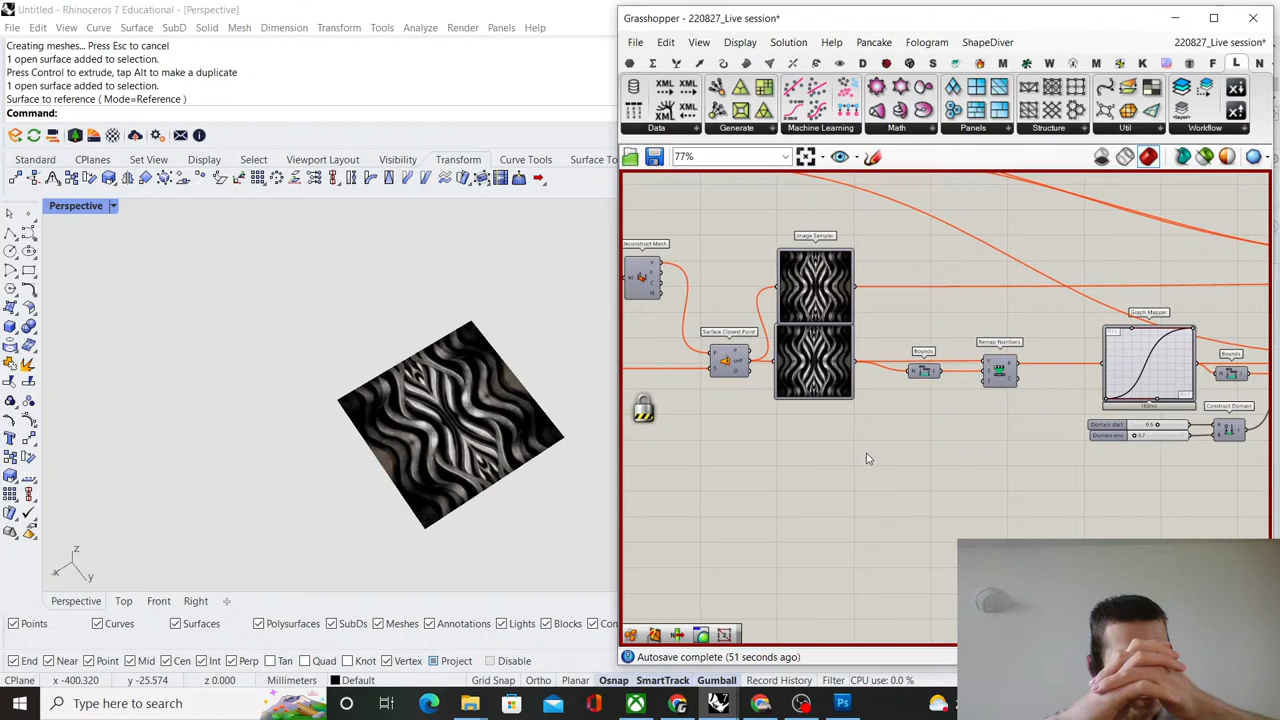 Untitled - Rhinoceros 7 Educational - [Perspective]
File Edit View Curve Surface Solid Mesh Dimension Transform Tools Analyze Render Panels SubD Help
Creating meshes... Press Esc to cancel
1 open surface added to selection.
Press Control to extrude, tap Alt to make a duplicate
1 open surface added to selection.
Surface to reference ( Mode=Reference )
Command:
Standard CPlanes Set View Display Select Viewport Layout Visibility Transform Curve Tools Surface To
Perspective
z
x y
Perspective Top Front Right
Points Curves Surfaces Polysurfaces SubDs Meshes Annotations Lights Blocks Con
End Near Point Mid Cen Int Perp Tan Quad Knot Vertex Project Disable
CPlane x -400.320 y -25.574 z 0.000 Millimeters Default Grid Snap Ortho Planar Osnap SmartTrack Gumball Record History Filter CPU use: 0.0 %
Type here to search
Grasshopper - 220827_Live session*
File Edit View Display Solution Help Pancake Fologram ShapeDiver 220827_Live session*
Data Generate Machine Learning Math Panels Structure Util Workflow
77%
Deconstruct Mesh
Image Sampler
Surface Closest Point
Bounds
Remap Numbers
Graph Mapper
Bounds
Construct Domain
Domain start 0.5
Domain end
Autosave complete (51 seconds ago)